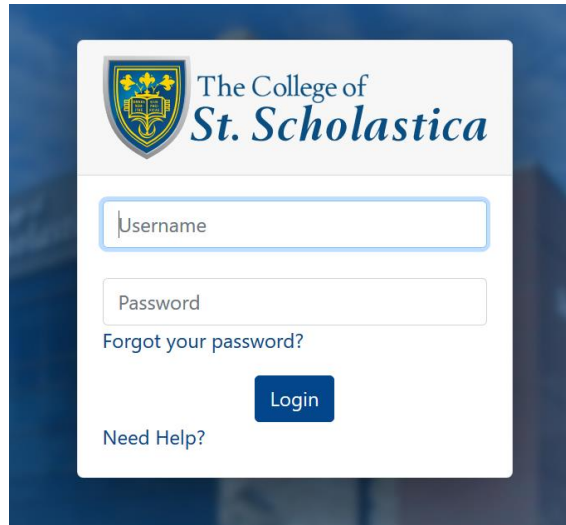 The College of
St. Scholastica
Username
Password
Forgot your password?
Login
Need Help?